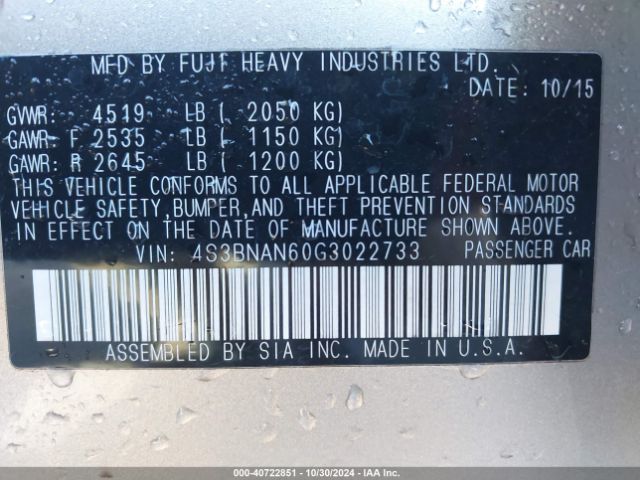 MFD BY FUJI HEAVY INDUSTRIES LTD.
DATE: 10/15
GVWR: 4519 LB ( 2050 KG)
GAWR: F 2535 LB ( 1150 KG)
GAWR: R 2645 LB ( 1200 KG)
THIS VEHICLE CONFORMS TO ALL APPLICABLE FEDERAL MOTOR
VEHICLE SAFETY, BUMPER, AND THEFT PREVENTION STANDARDS
IN EFFECT ON THE DATE OF MANUFACTURE SHOWN ABOVE.
VIN: 4S3BNAN60G3022733 PASSENGER CAR
ASSEMBLED BY SIA INC. MADE IN U.S.A.
000-40722851 | 10/30/2024 | IAA Inc.